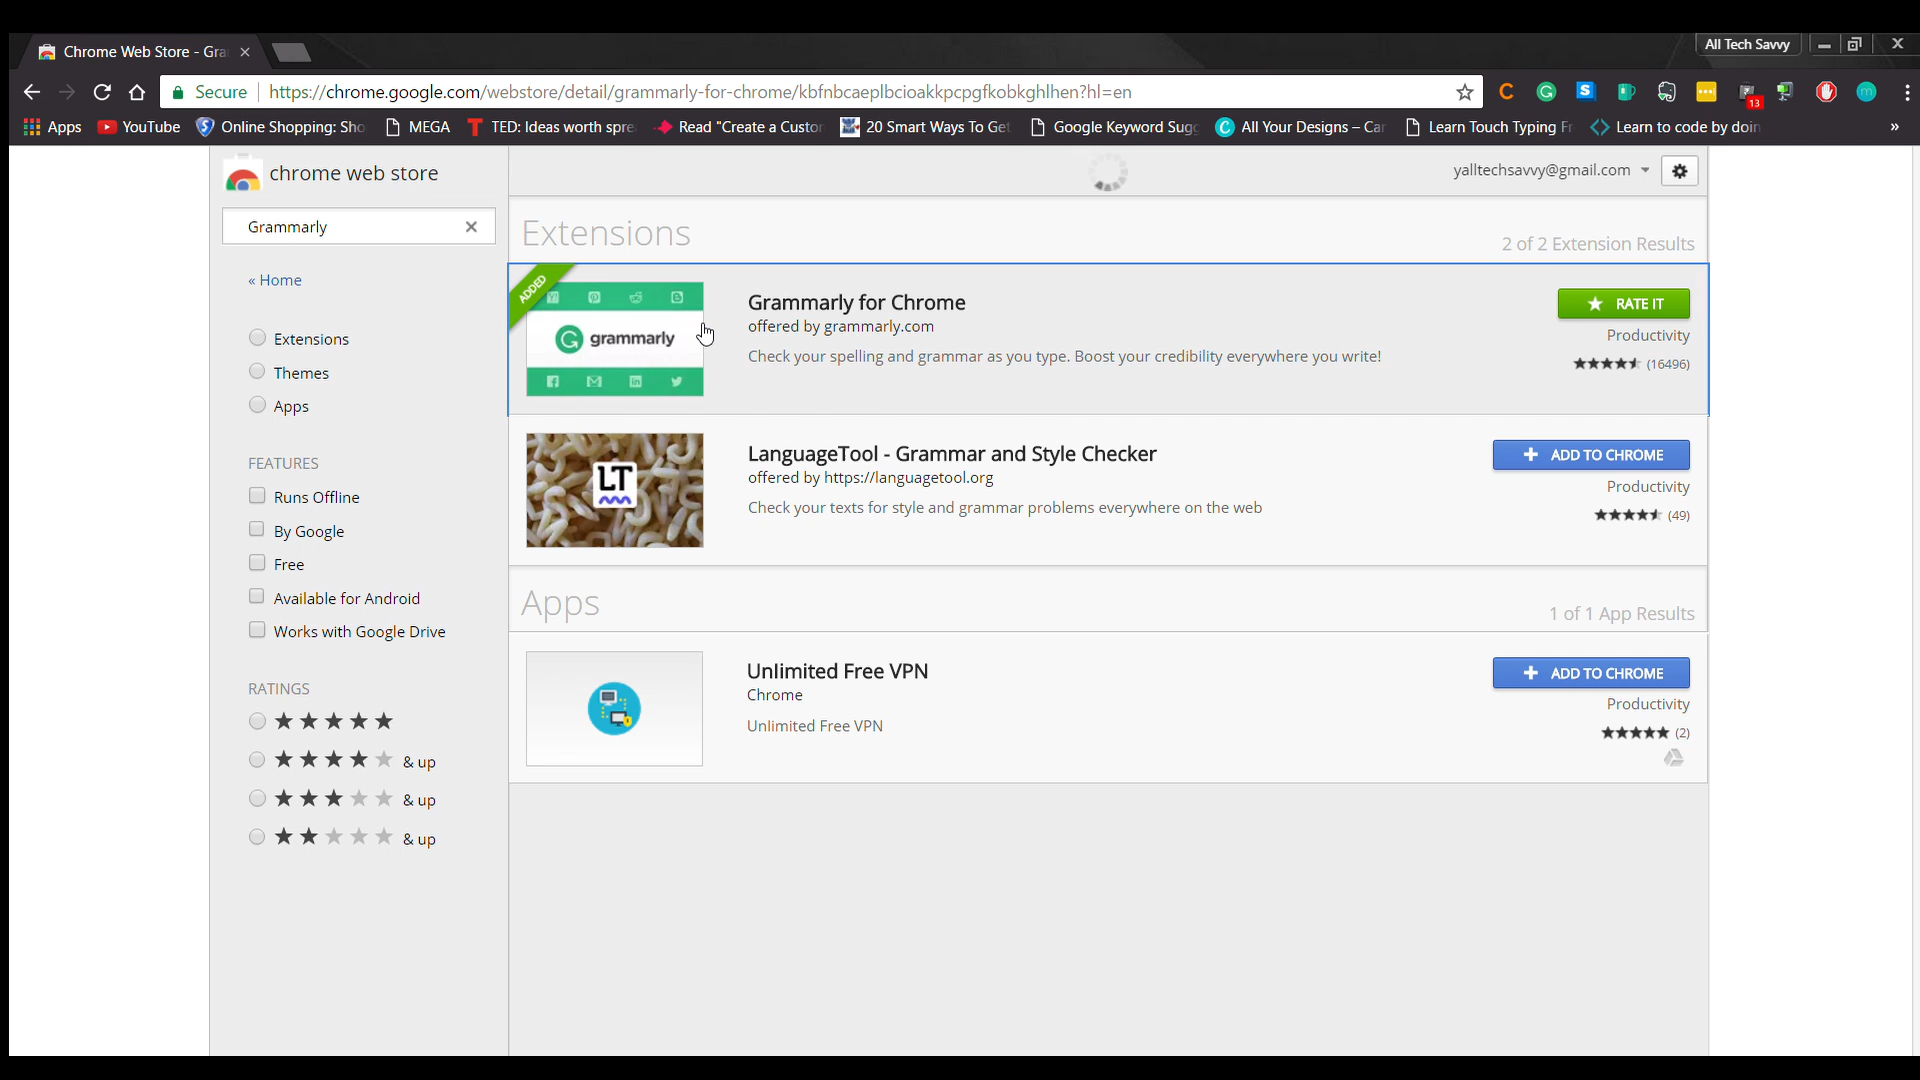 Chrome Web Store - Gra
All Tech Savvy
Secure
https://chrome.google.com/webstore/detail/grammarly-for-chrome/kbfnbcaeplbcioakkpcpgfkobkghlhen?hl=en
13
Apps
YouTube
Online Shopping: Sho
MEGA
TED: Ideas worth spre
Read "Create a Custor
20 Smart Ways To Get
Google Keyword Sugg
All Your Designs – Car
Learn Touch Typing Fr
Learn to code by doin
»
chrome web store
yalltechsavvy@gmail.com
Grammarly
« Home
Extensions
Themes
Apps
FEATURES
Runs Offline
By Google
Free
Available for Android
Works with Google Drive
RATINGS
& up
& up
& up
Extensions
2 of 2 Extension Results
ADDED
grammarly
Grammarly for Chrome
offered by grammarly.com
Check your spelling and grammar as you type. Boost your credibility everywhere you write!
RATE IT
Productivity
(16496)
LT
LanguageTool - Grammar and Style Checker
offered by https://languagetool.org
Check your texts for style and grammar problems everywhere on the web
ADD TO CHROME
Productivity
(49)
Apps
1 of 1 App Results
Unlimited Free VPN
Chrome
Unlimited Free VPN
ADD TO CHROME
Productivity
(2)